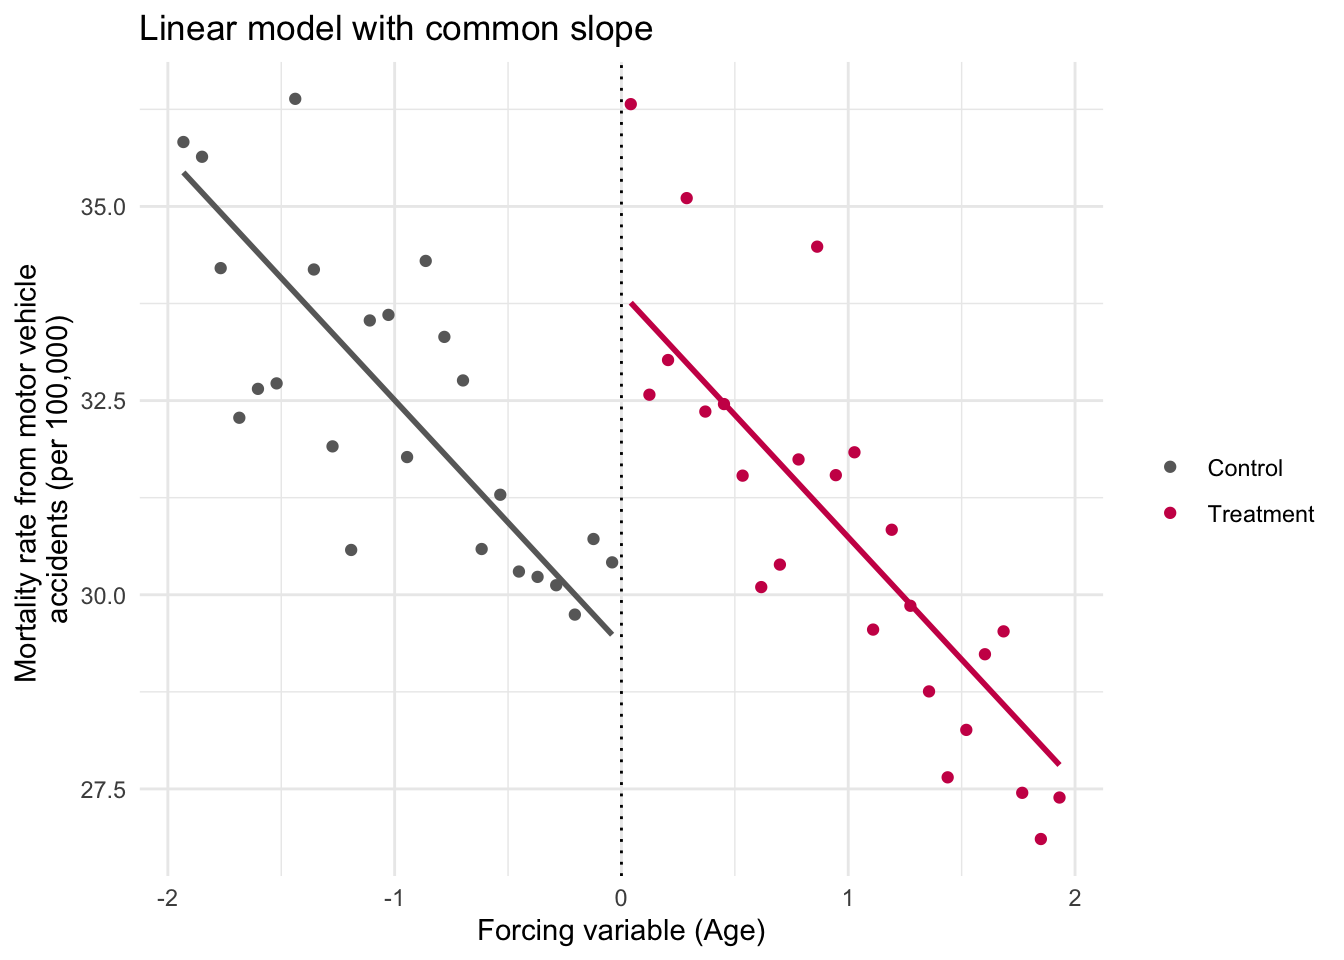 Linear model with common slope
35.0
32.5
30.0
27.5
Mortality rate from motor vehicle
accidents (per 100,000)
-2
-1
0
1
2
Forcing variable (Age)
Control
Treatment